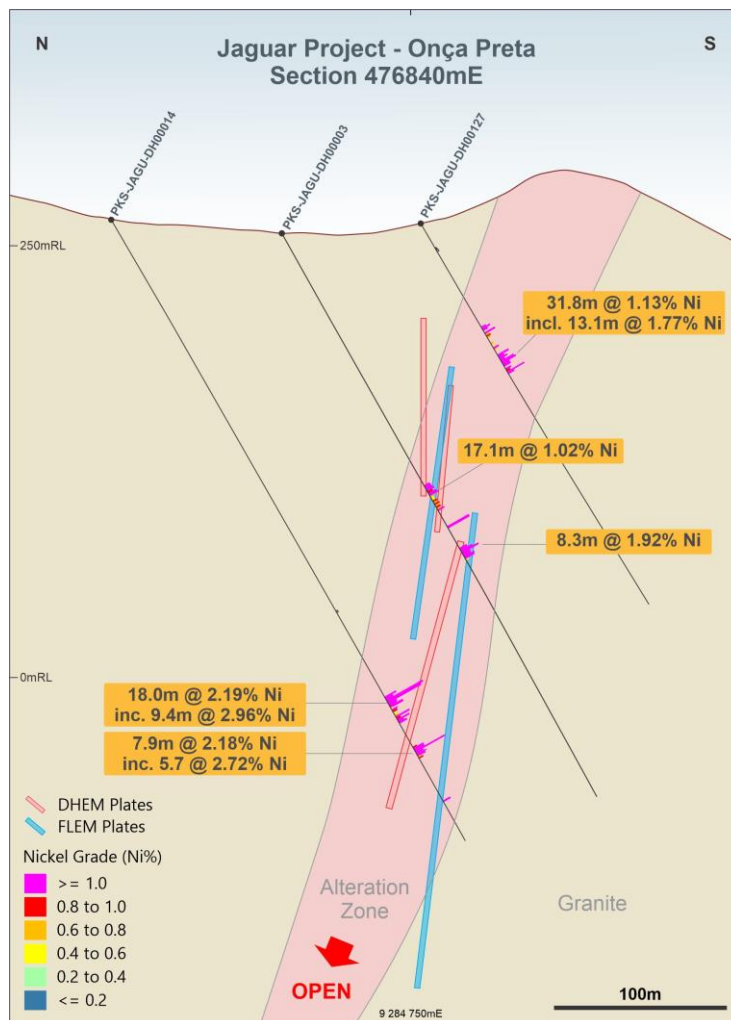 N
Jaguar Project - Onça Preta
Section 476840mE
S
PKS-JAGU-DH00014
PKS-JAGU-DH00003
PKS-JAGU-DH00127
250mRL
31.8m @ 1.13% Ni
incl. 13.1m @ 1.77% Ni
17.1m @ 1.02% Ni
8.3m @ 1.92% Ni
0mRL
18.0m @ 2.19% Ni
inc. 9.4m @ 2.96% Ni
7.9m @ 2.18% Ni
inc. 5.7 @ 2.72% Ni
DHEM Plates
FLEM Plates
Nickel Grade (Ni%)
>= 1.0
0.8 to 1.0
0.6 to 0.8
0.4 to 0.6
0.2 to 0.4
<= 0.2
Alteration
Zone
Granite
OPEN
9 284 750mE
100m